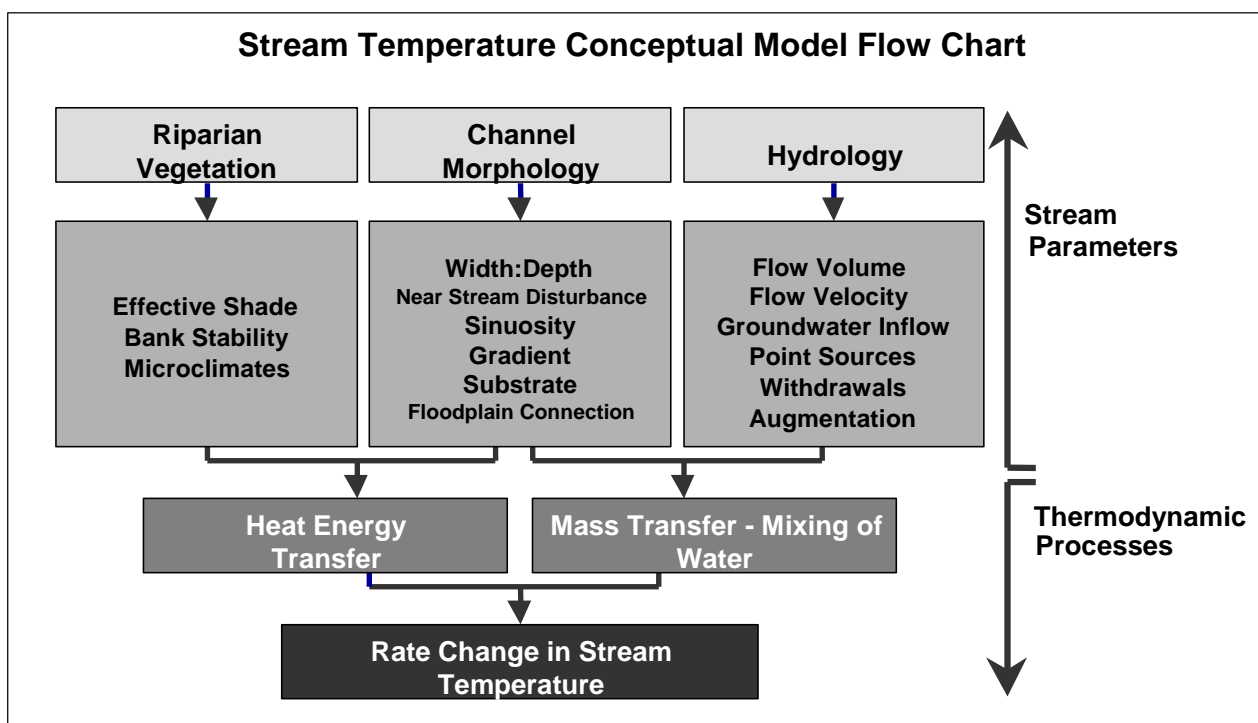 Stream Temperature Conceptual Model Flow Chart
Riparian
Vegetation
Channel
Morphology
Hydrology
Effective Shade
Bank Stability
Microclimates
Width:Depth
Near Stream Disturbance
Sinuosity
Gradient
Substrate
Floodplain Connection
Flow Volume
Flow Velocity
Groundwater Inflow
Point Sources
Withdrawals
Augmentation
Stream
Parameters
Heat Energy
Transfer
Mass Transfer - Mixing of
Water
Thermodynamic
Processes
Rate Change in Stream
Temperature